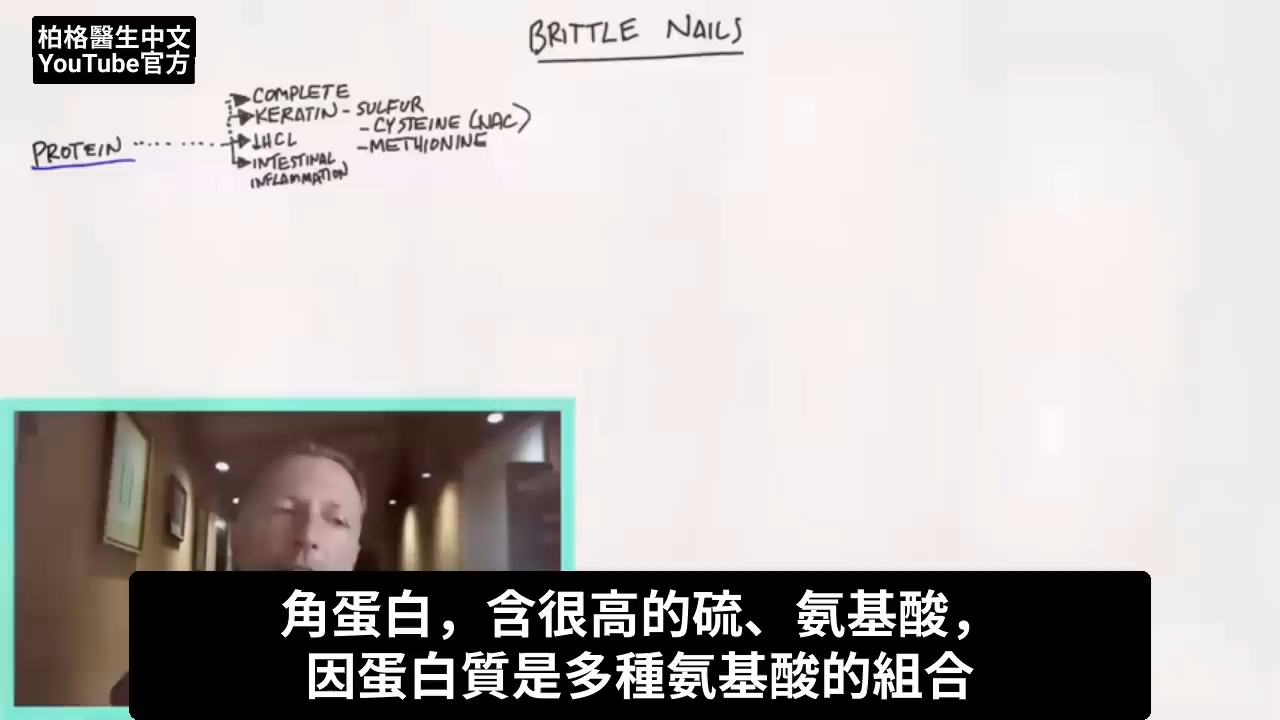 柏格醫生中文
YouTube官方
BRITTLE NAILS
PROTEIN
COMPLETE
KERATIN - SULFUR
- CYSTEINE (NAC)
- METHIONINE
↓HCL
INTESTINAL
INFLAMMATION
角蛋白，含很高的硫、氨基酸，
因蛋白質是多種氨基酸的組合